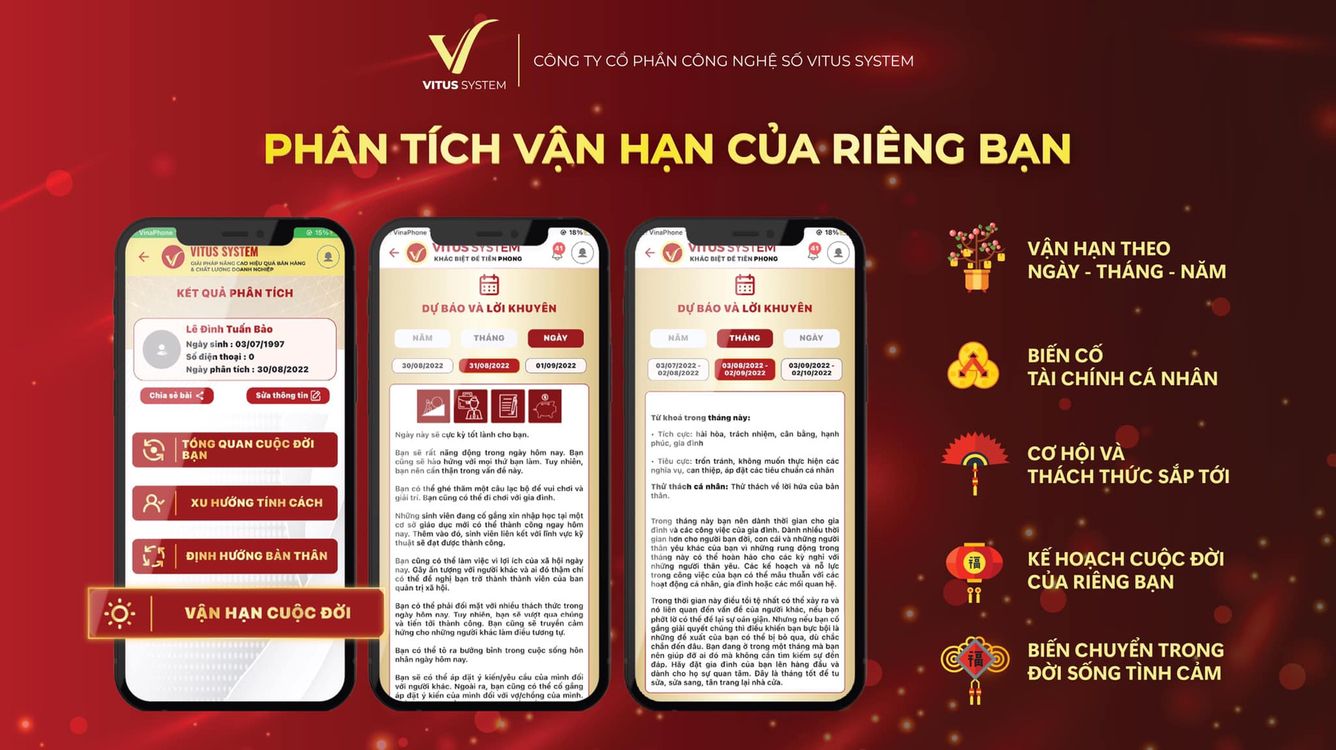 VITUS SYSTEM
CÔNG TY CỔ PHẦN CÔNG NGHỆ SỐ VITUS SYSTEM
PHÂN TÍCH VẬN HẠN CỦA RIÊNG BẠN
VinaPhone
15%
VITUS SYSTEM
GIẢI PHÁP NÂNG CAO HIỆU QUẢ BÁN HÀNG
& CHẤT LƯỢNG DOANH NGHIỆP
KẾT QUẢ PHÂN TÍCH
Lê Đình Tuấn Bảo
Ngày sinh : 03/07/1997
Số điện thoại : 0
Ngày phân tích : 30/08/2022
Chia sẻ bài
Sửa thông tin
TỔNG QUAN CUỘC ĐỜI
BẠN
XU HƯỚNG TÍNH CÁCH
ĐỊNH HƯỚNG BẢN THÂN
VẬN HẠN CUỘC ĐỜI
VinaPhone
18%
VITUS SYSTEM
KHÁC BIỆT ĐỂ TIÊN PHONG
41
DỰ BÁO VÀ LỜI KHUYÊN
NĂM
THÁNG
NGÀY
30/08/2022
31/08/2022
01/09/2022
Ngày này sẽ cực kỳ tốt lành cho bạn.
Bạn sẽ rất năng động trong ngày hôm nay. Bạn
cũng sẽ hào hứng với mọi thứ bạn làm. Tuy nhiên,
bạn nên cẩn thận trong vấn đề này.
Bạn có thể ghé thăm một câu lạc bộ để vui chơi và
giải trí. Bạn cũng có thể đi chơi với gia đình.
Những sinh viên đang cố gắng xin nhập học tại một
cơ sở giáo dục mới có thể thành công ngay hôm
nay. Thêm vào đó, sinh viên liên kết với lĩnh vực kỹ
thuật sẽ đạt được thành công.
Bạn cũng có thể làm việc vì lợi ích của xã hội ngày
nay. Gây ấn tượng với người khác và ai đó thậm chí
có thể đề nghị bạn trở thành thành viên của ban
quản trị xã hội.
Bạn có thể phải đối mặt với nhiều thách thức trong
ngày hôm nay. Tuy nhiên, bạn sẽ vượt qua chúng
và tiến tới thành công. Bạn cũng sẽ truyền cảm
hứng cho những người khác làm điều tương tự.
Bạn có thể tỏ ra bướng bỉnh trong cuộc sống hôn
nhân ngày hôm nay.
Bạn sẽ có thể áp đặt ý kiến/yêu cầu của mình đối
với người khác. Ngoài ra, bạn cũng có thể cố gắng
áp đặt ý kiến của mình đối với vợ/chồng của mình.
VinaPhone
18%
VITUS SYSTEM
KHÁC BIỆT ĐỂ TIÊN PHONG
41
DỰ BÁO VÀ LỜI KHUYÊN
NĂM
THÁNG
NGÀY
03/07/2022 -
02/08/2022
03/08/2022 -
02/09/2022
03/09/2022 -
02/10/2022
Từ khoá trong tháng này:
- Tích cực: hài hòa, trách nhiệm, cân bằng, hạnh
phúc, gia đình
- Tiêu cực: trốn tránh, không muốn thực hiện các
nghĩa vụ, can thiệp, áp đặt các tiêu chuẩn cá nhân
Thử thách cá nhân: Thử thách về lời hứa của bản
thân.
Trong tháng này bạn nên dành thời gian cho gia
đình và các công việc của gia đình. Dành nhiều thời
gian hơn cho người bạn đời, con cái và những người
thân yêu khác của bạn vì những rung động trong
tháng này có thể hoàn hảo cho các kỳ nghỉ với
những người thân yêu. Các kế hoạch và nỗ lực
trong công việc của bạn có thể mâu thuẫn với các
hoạt động cá nhân, gia đình hoặc các mối quan hệ.
Trong thời gian này điều tồi tệ nhất có thể xảy ra và
nó liên quan đến vấn đề của người khác, nếu bạn
phớt lờ có thể để lại sự oán giận. Nhưng nếu bạn cố
gắng giải quyết chúng thì điều khiến bạn bực bội là
những đề xuất của bạn có thể bị bỏ qua, dù chắc
chắn đến đâu. Bạn đang ở trong một tháng mà bạn
nên giúp đỡ ai đó mà không cần tìm kiếm sự đền
đáp. Hãy đặt gia đình của bạn lên hàng đầu và
dành cho họ sự quan tâm. Đây là tháng tốt để tu
sửa, sửa sang, tân trang lại nhà cửa.
VẬN HẠN THEO
NGÀY - THÁNG - NĂM
BIẾN CỐ
TÀI CHÍNH CÁ NHÂN
CƠ HỘI VÀ
THÁCH THỨC SẮP TỚI
福
KẾ HOẠCH CUỘC ĐỜI
CỦA RIÊNG BẠN
福
BIẾN CHUYỂN TRONG
ĐỜI SỐNG TÌNH CẢM